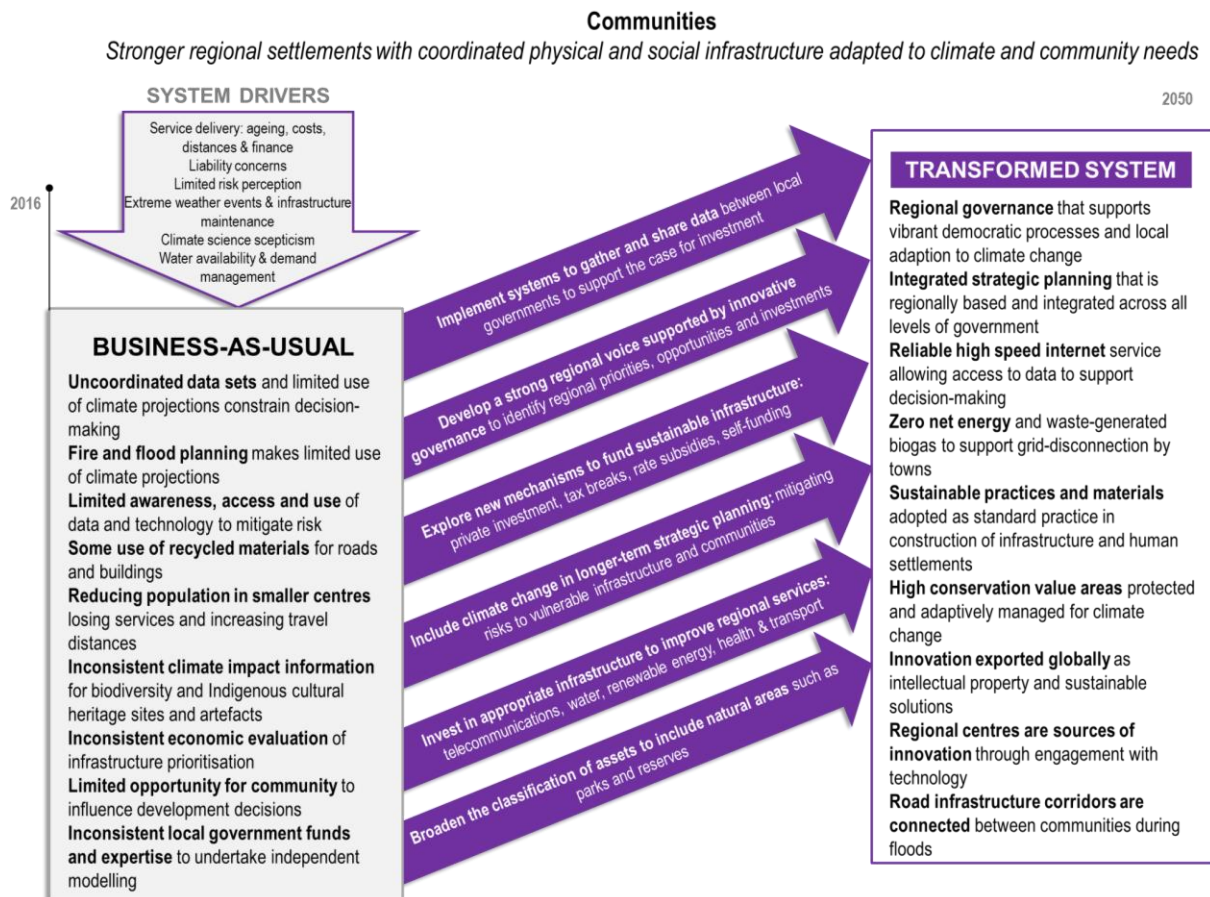 Communities
Stronger regional settlements with coordinated physical and social infrastructure adapted to climate and community needs
SYSTEM DRIVERS
Service delivery: ageing, costs,
distances & finance
Liability concerns
Limited risk perception
Extreme weather events & infrastructure
maintenance
Climate science scepticism
Water availability & demand
management
2016
BUSINESS-AS-USUAL
Uncoordinated data sets and limited use
of climate projections constrain decision-
making
Fire and flood planning makes limited use
of climate projections
Limited awareness, access and use of
data and technology to mitigate risk
Some use of recycled materials for roads
and buildings
Reducing population in smaller centres
losing services and increasing travel
distances
Inconsistent climate impact information
for biodiversity and Indigenous cultural
heritage sites and artefacts
Inconsistent economic evaluation of
infrastructure prioritisation
Limited opportunity for community to
influence development decisions
Inconsistent local government funds
and expertise to undertake independent
modelling
Implement systems to gather and share data between local
governments to support the case for investment
Develop a strong regional voice supported by innovative
governance to identify regional priorities, opportunities and investments
Explore new mechanisms to fund sustainable infrastructure:
private investment, tax breaks, rate subsidies, self-funding
Include climate change in longer-term strategic planning: mitigating
risks to vulnerable infrastructure and communities
Invest in appropriate infrastructure to improve regional services:
telecommunications, water, renewable energy, health & transport
Broaden the classification of assets to include natural areas such as
parks and reserves
2050
TRANSFORMED SYSTEM
Regional governance that supports
vibrant democratic processes and local
adaption to climate change
Integrated strategic planning that is
regionally based and integrated across all
levels of government
Reliable high speed internet service
allowing access to data to support
decision-making
Zero net energy and waste-generated
biogas to support grid-disconnection by
towns
Sustainable practices and materials
adopted as standard practice in
construction of infrastructure and human
settlements
High conservation value areas protected
and adaptively managed for climate
change
Innovation exported globally as
intellectual property and sustainable
solutions
Regional centres are sources of
innovation through engagement with
technology
Road infrastructure corridors are
connected between communities during
floods